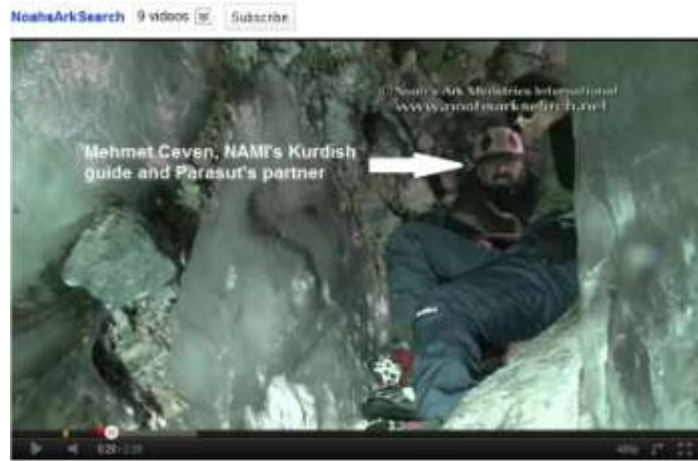 NoahsArkSearch 9 videos Subscribe
(C)Noah's Ark Ministries International
www.noahsarksearch.net
Mehmet Ceven, NAMI's Kurdish
guide and Parasut's partner